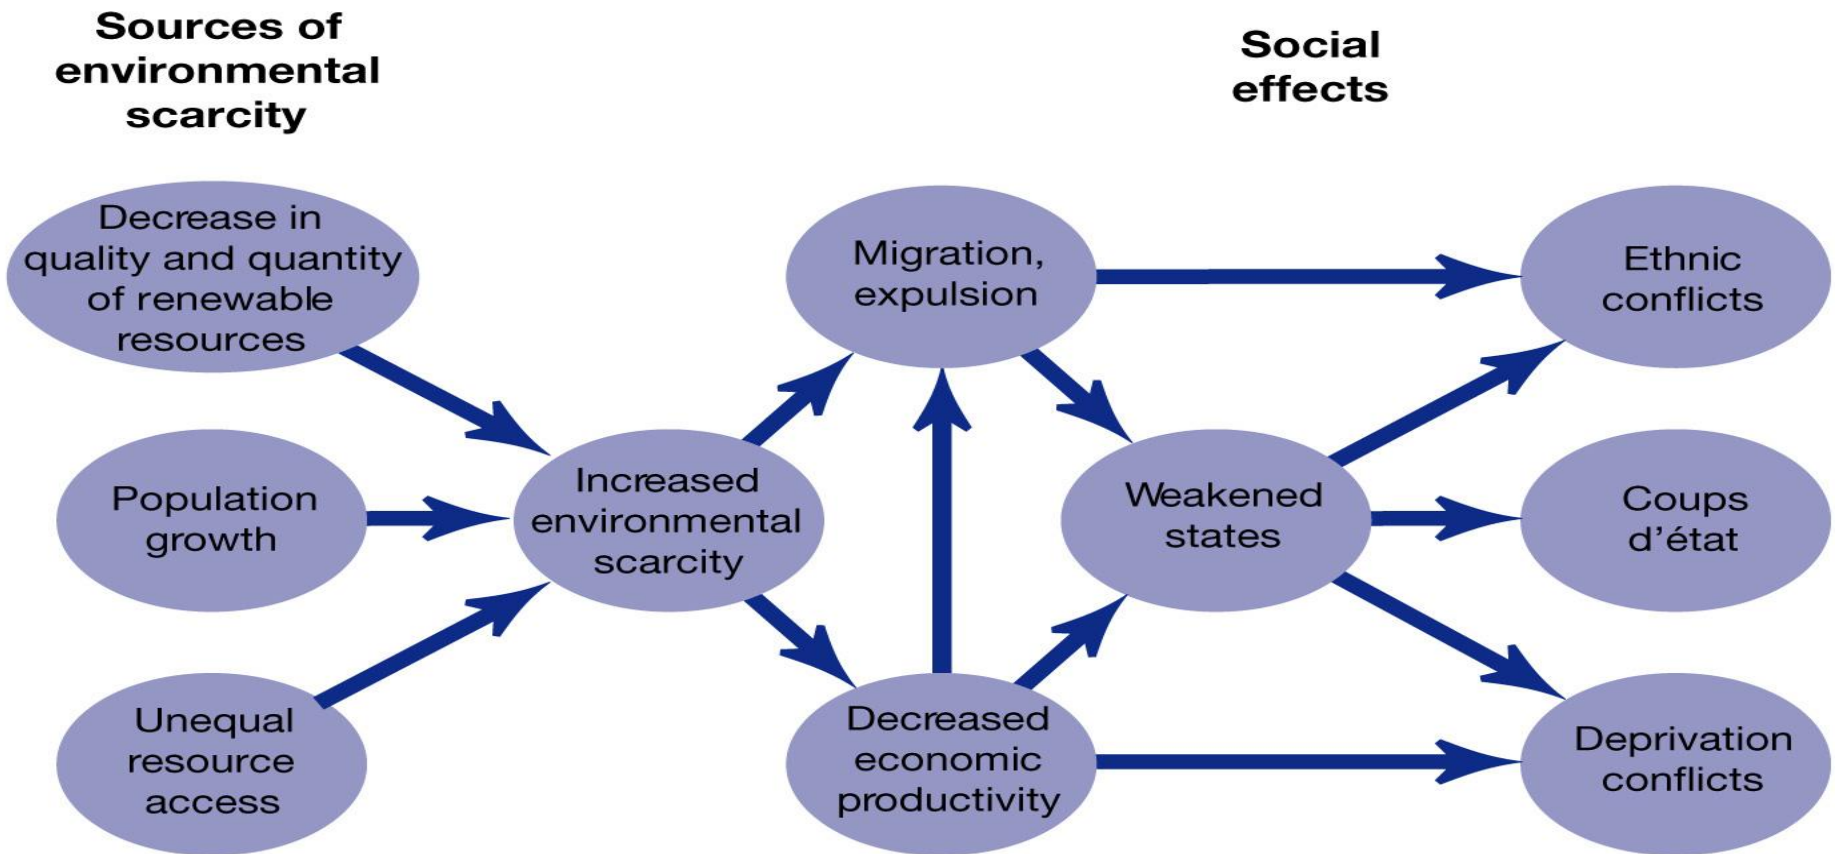 Sources of
environmental
scarcity
Social
effects
Decrease in
quality and quantity
of renewable
resources
Population
growth
Unequal
resource
access
Increased
environmental
scarcity
Migration,
expulsion
Decreased
economic
productivity
Weakened
states
Ethnic
conflicts
Coups
d’état
Deprivation
conflicts